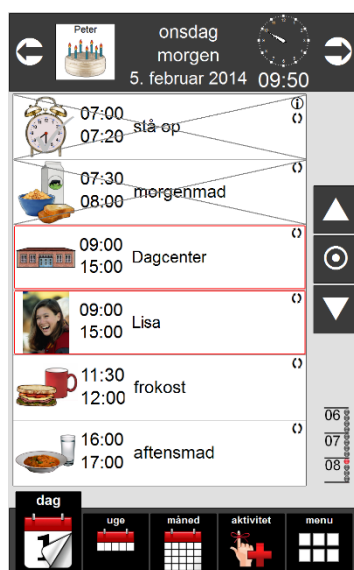 Peter
onsdag
morgen
5. februar 2014
09:50
07:00
07:20
stå op
07:30
08:00
morgenmad
09:00
15:00
Dagcenter
09:00
15:00
Lisa
11:30
12:00
frokost
16:00
17:00
aftensmad
06
07
08
dag
uge
måned
aktivitet
menu